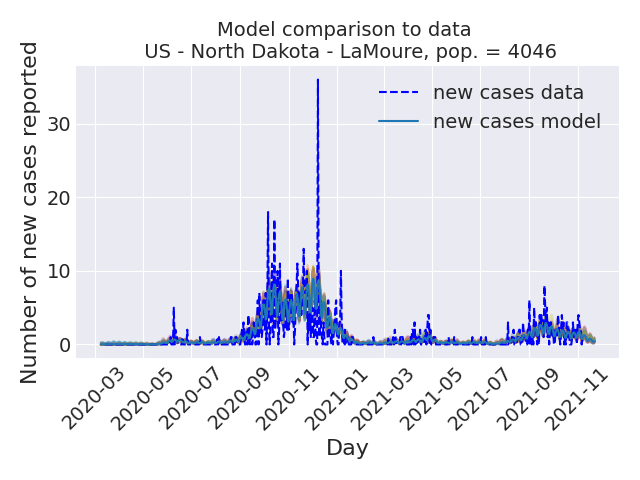 Model comparison to data
US - North Dakota - LaMoure, pop. = 4046
Number of new cases reported
30
20
10
0
new cases data
new cases model
2020-03
2020-05
2020-07
2020-09
2020-11
2021-01
2021-03
2021-05
2021-07
2021-09
2021-11
Day